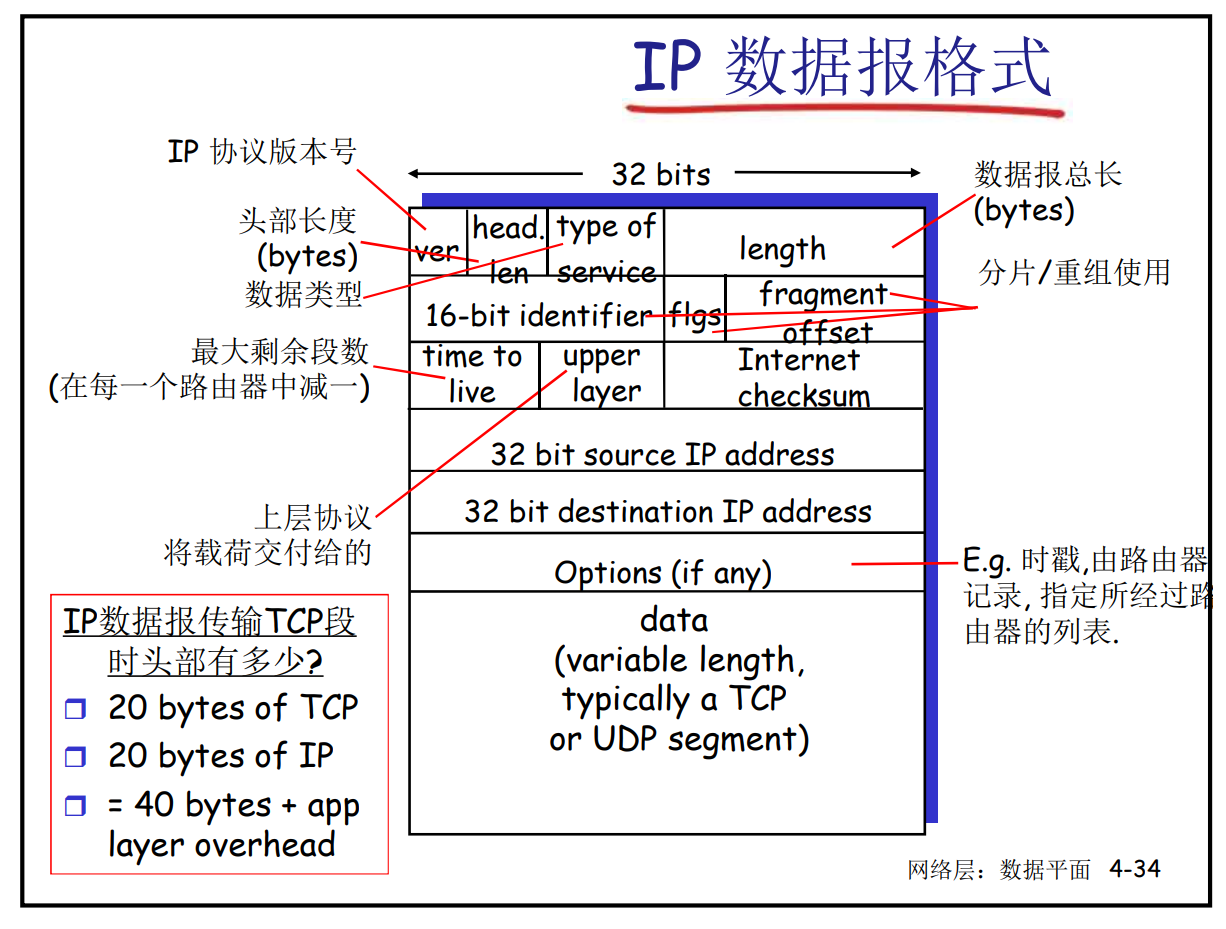 IP 数据报格式
IP 协议版本号
32 bits
数据报总长
(bytes)
头部长度
(bytes)
数据类型
ver
head.
len
type of
service
length
分片/重组使用
16-bit identifier
flgs
fragment
offset
最大剩余段数
(在每一个路由器中减一)
time to
live
upper
layer
Internet
checksum
32 bit source IP address
上层协议
将载荷交付给的
32 bit destination IP address
Options (if any)
E.g. 时戳,由路由器
记录, 指定所经过路
由器的列表.
data
(variable length,
typically a TCP
or UDP segment)
IP数据报传输TCP段
时头部有多少?
20 bytes of TCP
20 bytes of IP
= 40 bytes + app
layer overhead
网络层：数据平面 4-34